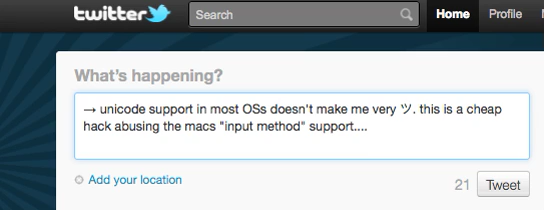 twitter
Search
Home
Profile
What's happening?
→ unicode support in most OSs doesn't make me very ツ. this is a cheap
hack abusing the macs "input method" support....
Add your location
21
Tweet